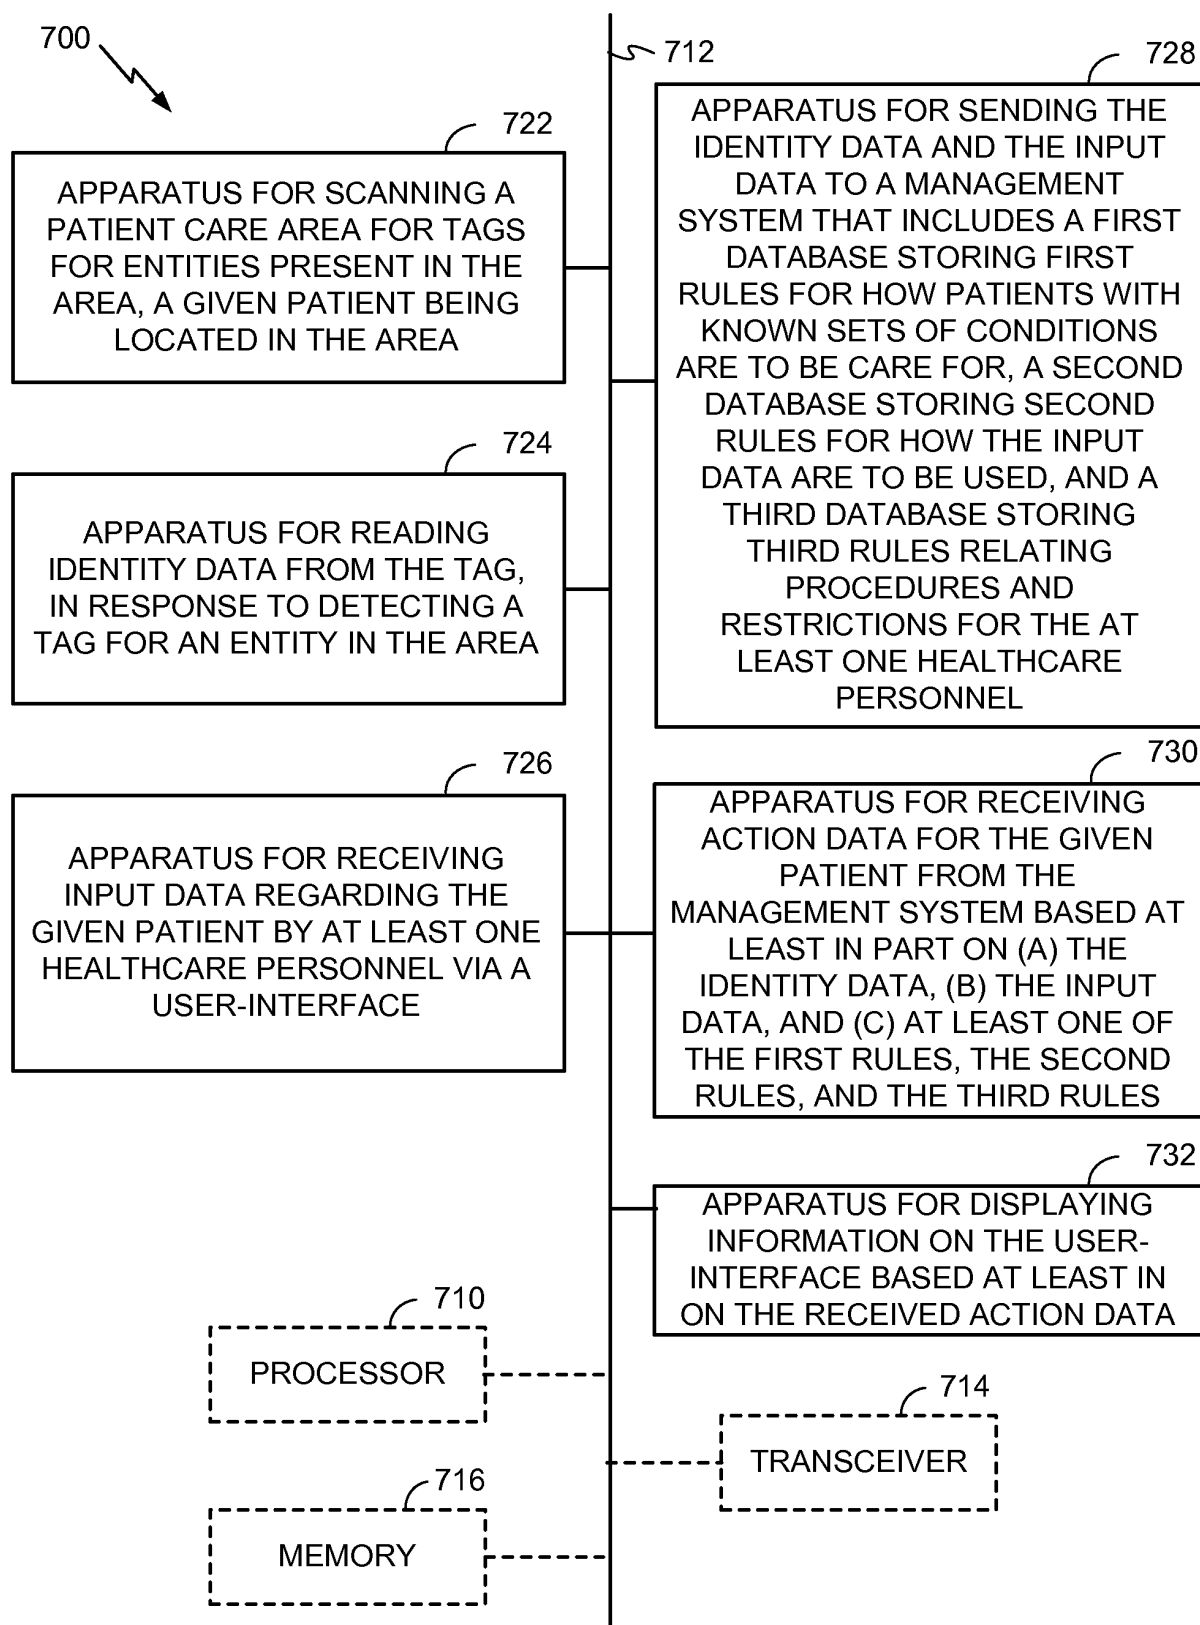 700
712
722
APPARATUS FOR SCANNING A
PATIENT CARE AREA FOR TAGS
FOR ENTITIES PRESENT IN THE
AREA, A GIVEN PATIENT BEING
LOCATED IN THE AREA
724
APPARATUS FOR READING
IDENTITY DATA FROM THE TAG,
IN RESPONSE TO DETECTING A
TAG FOR AN ENTITY IN THE AREA
726
APPARATUS FOR RECEIVING
INPUT DATA REGARDING THE
GIVEN PATIENT BY AT LEAST ONE
HEALTHCARE PERSONNEL VIA A
USER-INTERFACE
728
APPARATUS FOR SENDING THE
IDENTITY DATA AND THE INPUT
DATA TO A MANAGEMENT
SYSTEM THAT INCLUDES A FIRST
DATABASE STORING FIRST
RULES FOR HOW PATIENTS WITH
KNOWN SETS OF CONDITIONS
ARE TO BE CARE FOR, A SECOND
DATABASE STORING SECOND
RULES FOR HOW THE INPUT
DATA ARE TO BE USED, AND A
THIRD DATABASE STORING
THIRD RULES RELATING
PROCEDURES AND
RESTRICTIONS FOR THE AT
LEAST ONE HEALTHCARE
PERSONNEL
730
APPARATUS FOR RECEIVING
ACTION DATA FOR THE GIVEN
PATIENT FROM THE
MANAGEMENT SYSTEM BASED AT
LEAST IN PART ON (A) THE
IDENTITY DATA, (B) THE INPUT
DATA, AND (C) AT LEAST ONE OF
THE FIRST RULES, THE SECOND
RULES, AND THE THIRD RULES
732
APPARATUS FOR DISPLAYING
INFORMATION ON THE USER-
INTERFACE BASED AT LEAST IN
ON THE RECEIVED ACTION DATA
710
PROCESSOR
714
TRANSCEIVER
716
MEMORY